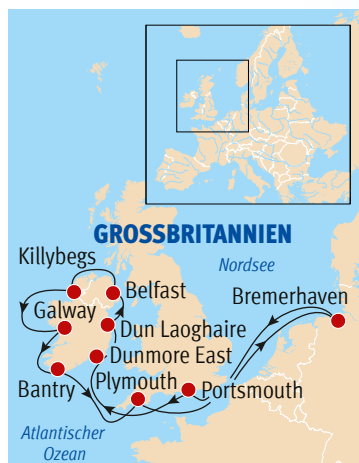 GROSSBRITANNIEN
Killybegs
Nordsee
Belfast
Bremerhaven
Galway
Dun Laoghaire
Dunmore East
Plymouth
Portsmouth
Bantry
Atlantischer
Ozean